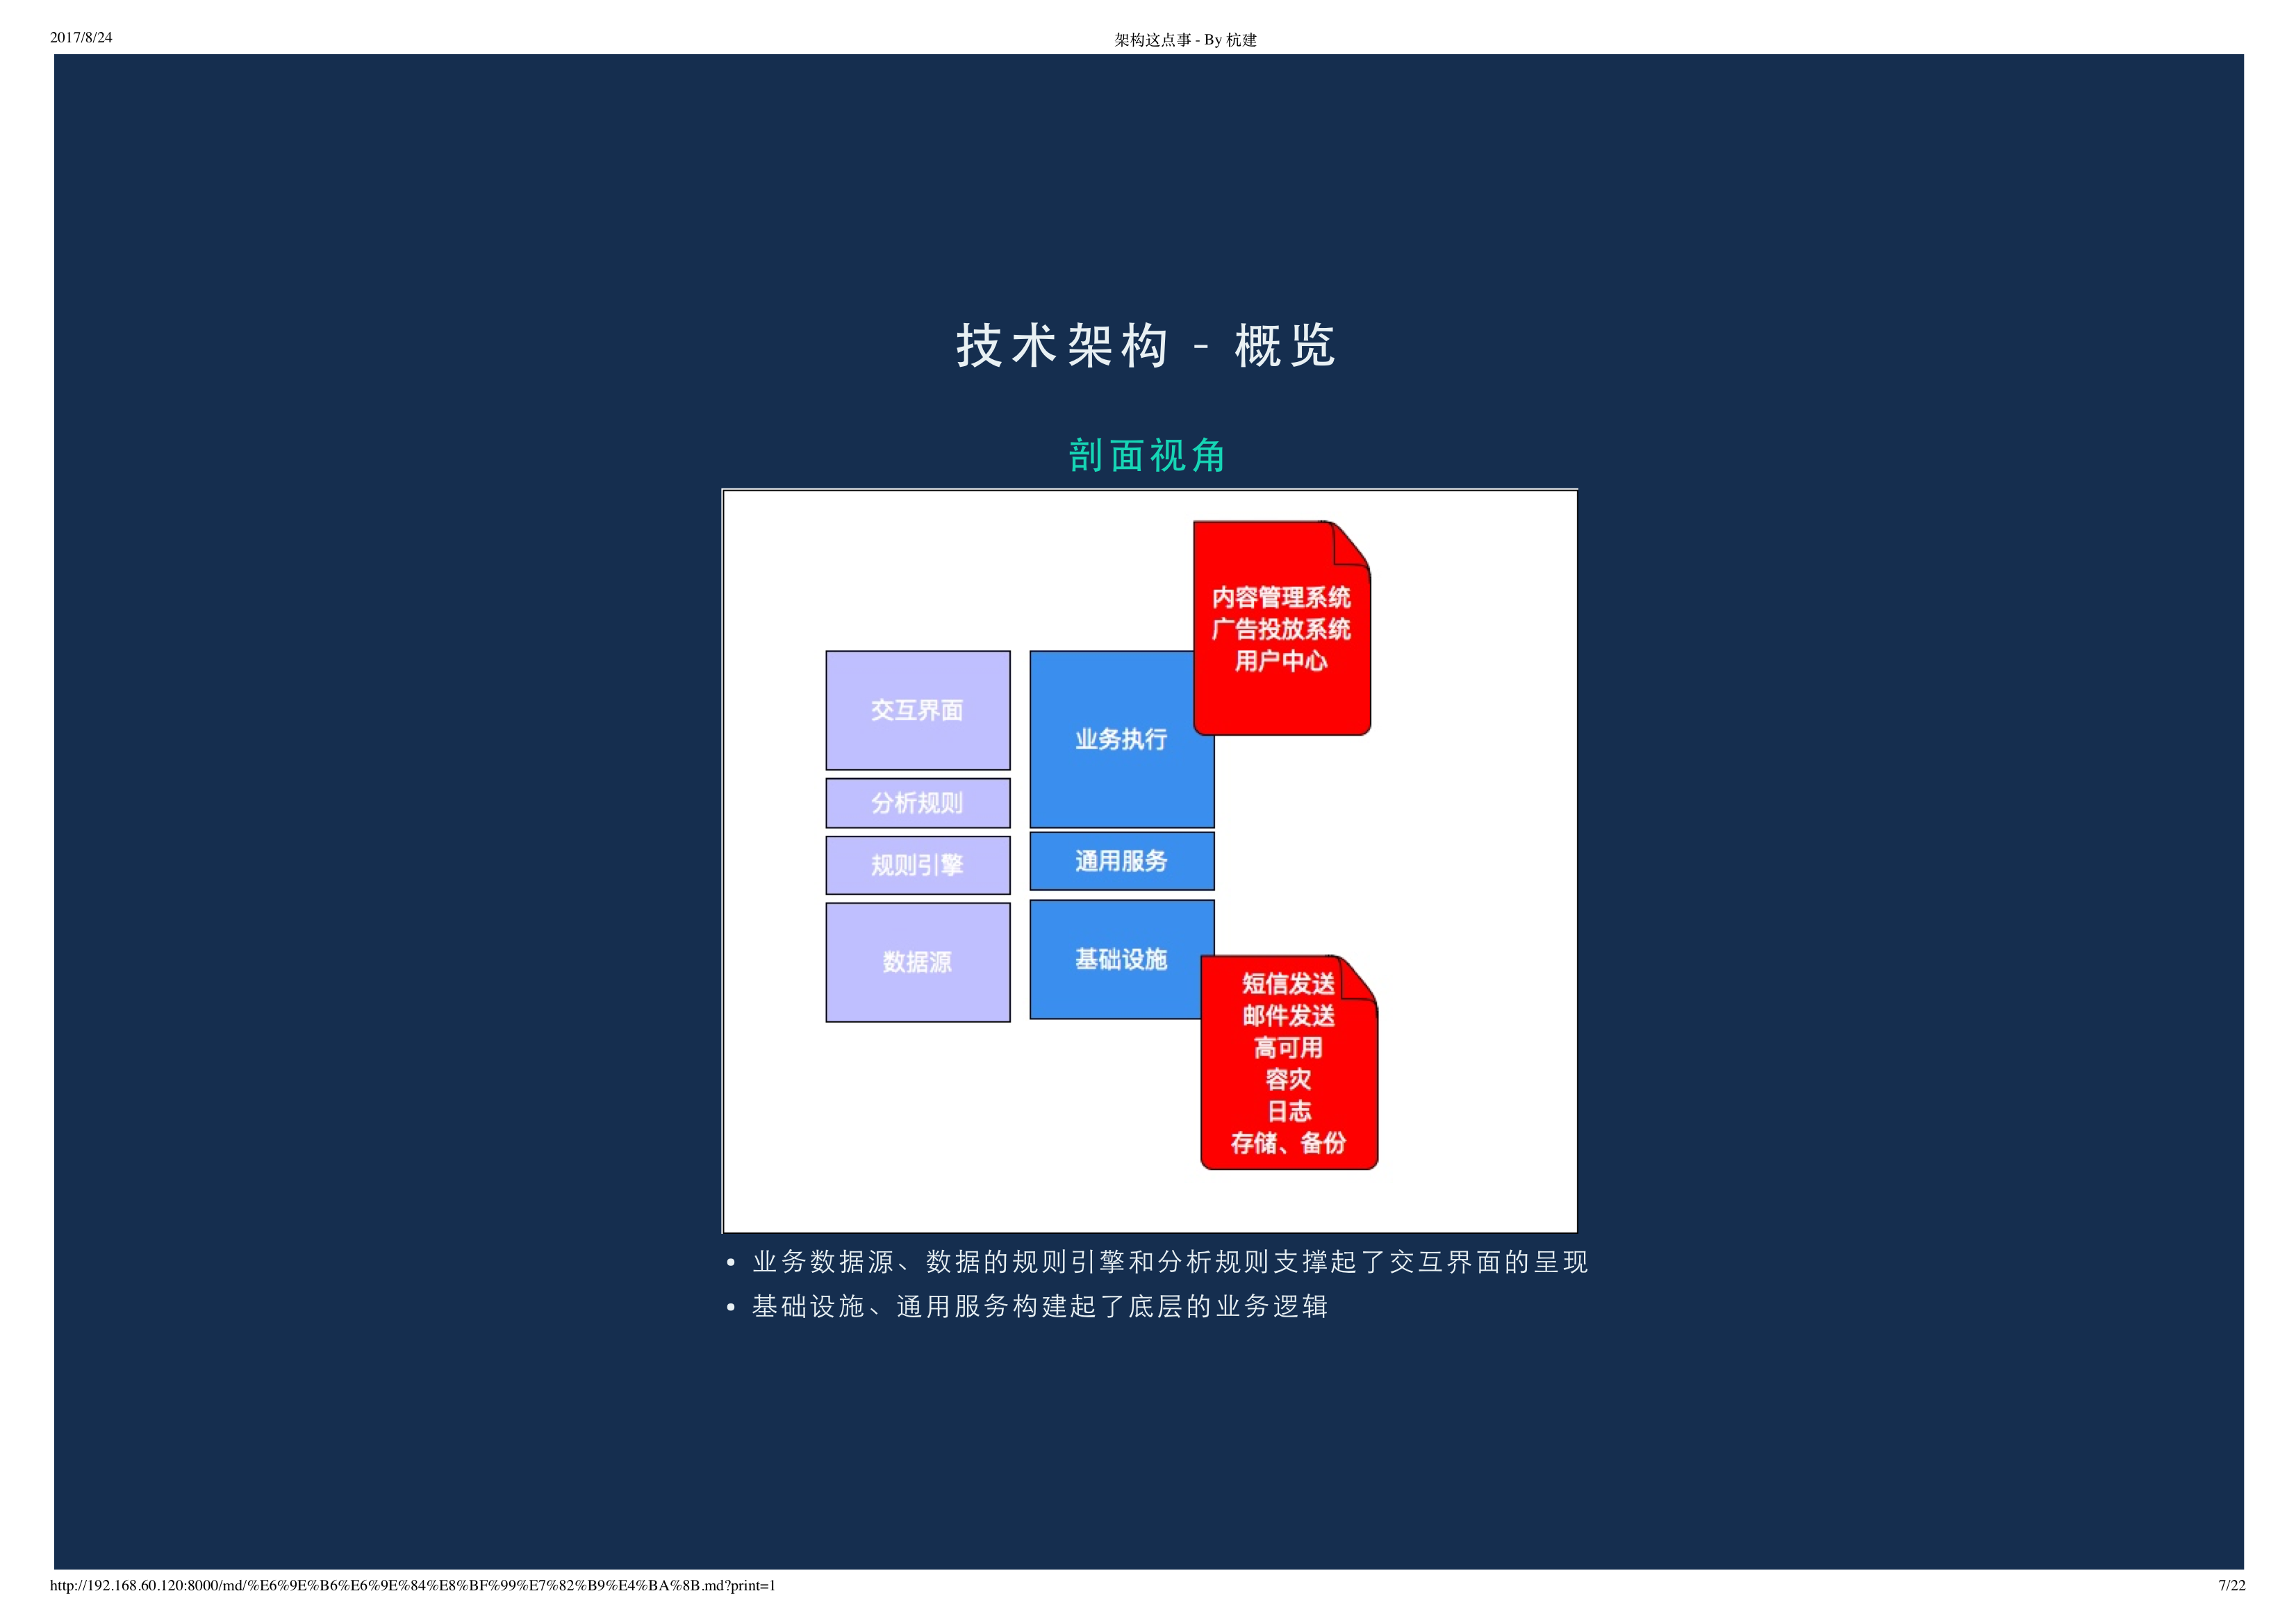 2017/8/24
架构这点事 - By 杭建
技术架构 - 概览
剖面视角
内容管理系统
广告投放系统
用户中心
交互界面
业务执行
分析规则
通用服务
规则引擎
数据源
基础设施
短信发送
邮件发送
高可用
容灾
日志
存储、备份
• 业务数据源、数据的规则引擎和分析规则支撑起了交互界面的呈现
• 基础设施、通用服务构建起了底层的业务逻辑
http://192.168.60.120:8000/md/%E6%9E%B6%E6%9E%84%E8%BF%99%E7%82%B9%E4%BA%8B.md?print=1
7/22